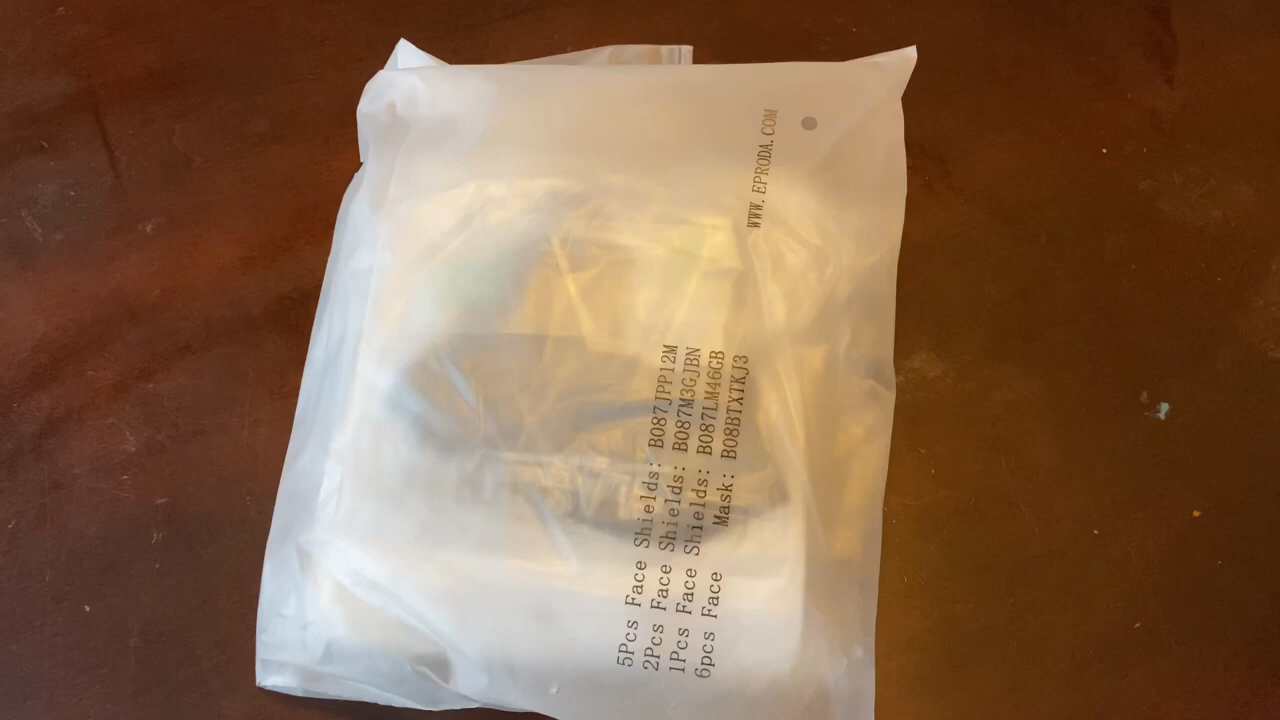 WWW.EPRODA.COM
5Pcs Face Shields: B087JPP12M
2Pcs Face Shields: B087M3GJBN
1Pcs Face Shields: B087LM46GB
6pcs Face Mask: B08BTXTKJ3